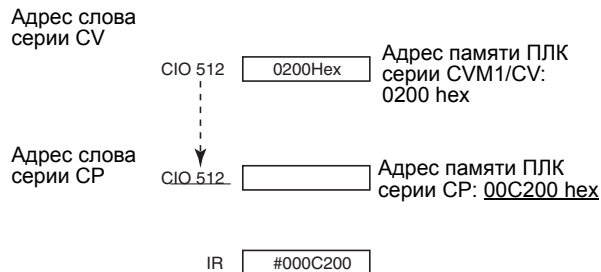 Адрес слова
серии CV
CIO 512
0200Hex
Адрес памяти ПЛК
серии CVM1/CV:
0200 hex
Адрес слова
серии CP
CIO 512
Адрес памяти ПЛК
серии CP: 00C200 hex
IR
#000C200